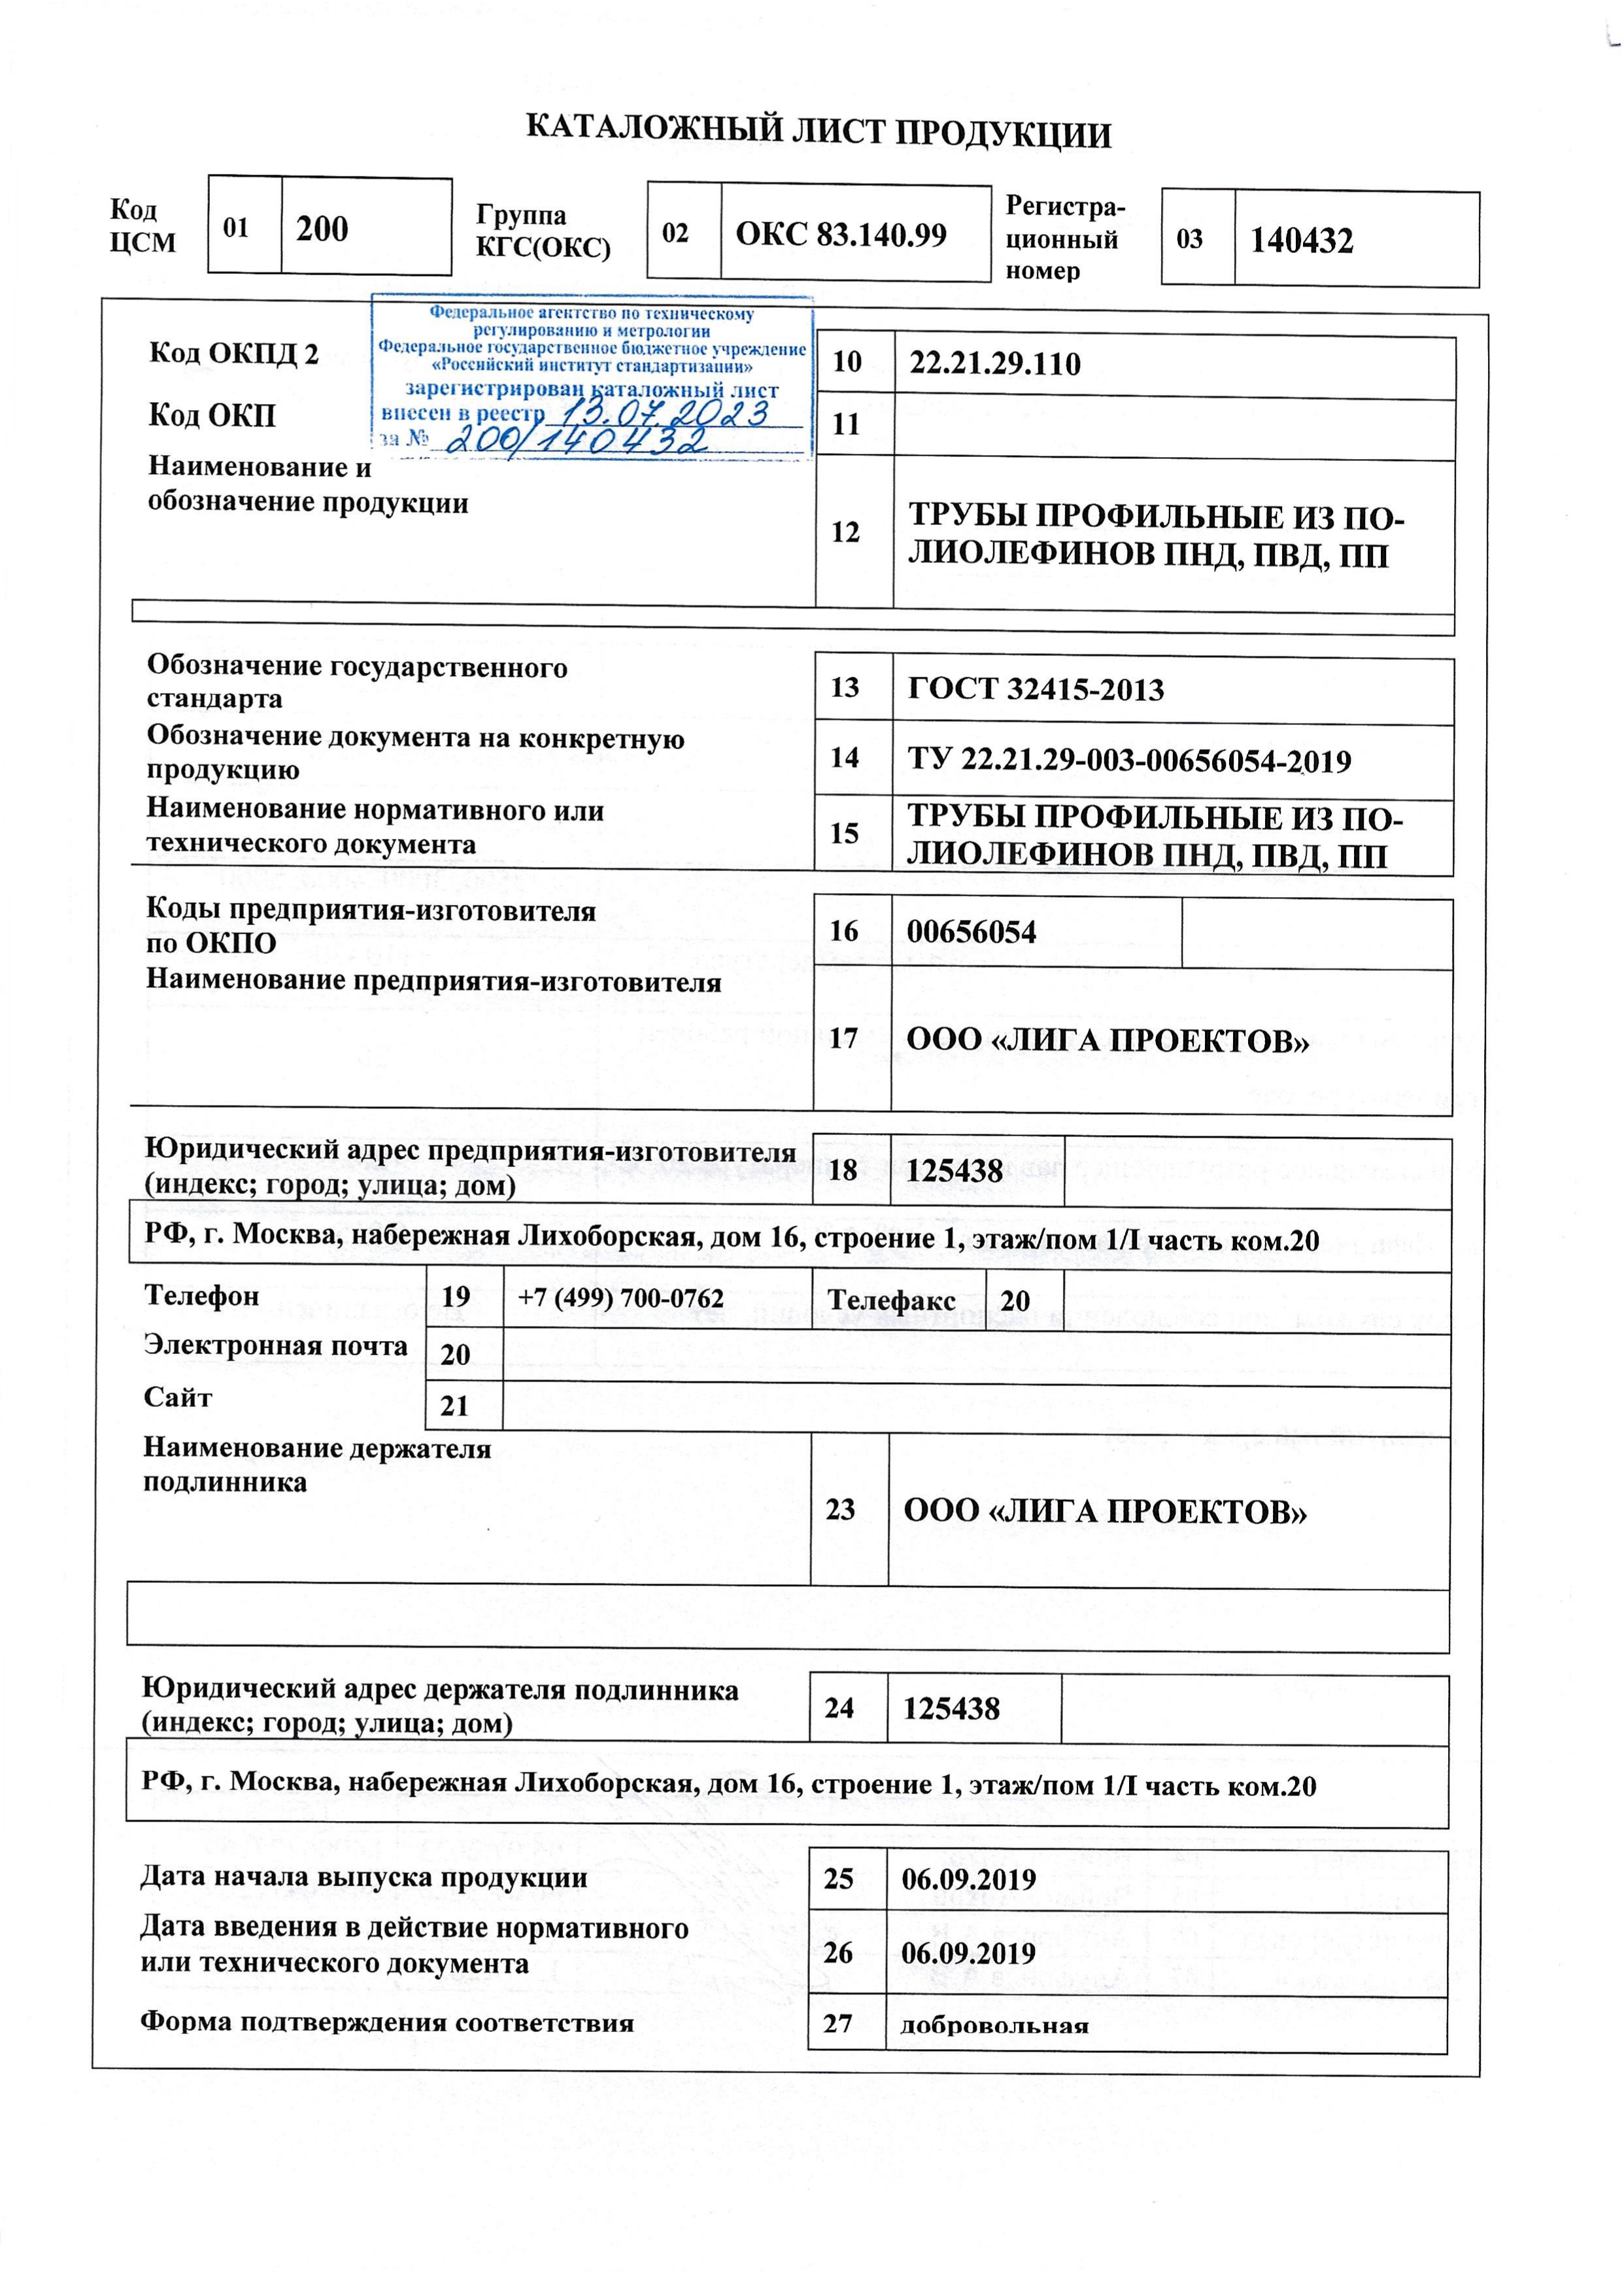 КАТАЛОЖНЫЙ ЛИСТ ПРОДУКЦИИ
Код
ЦСМ
01
200
Группа
КГС(ОКС)
02
ОКС 83.140.99
Регистра-
ционный
номер
03
140432
Федеральное агентство по техническому
регулированию и метрологии
Федеральное государственное бюджетное учреждение
«Российский институт стандартизации»
зарегистрирован каталожный лист
внесен в реестр 13.07.2023
за № 200/140432
Код ОКПД 2
10
22.21.29.110
Код ОКП
11
Наименование и
обозначение продукции
12
ТРУБЫ ПРОФИЛЬНЫЕ ИЗ ПО-
ЛИОЛЕФИНОВ ПНД, ПВД, ПП
Обозначение государственного
стандарта
13
ГОСТ 32415-2013
Обозначение документа на конкретную
продукцию
14
ТУ 22.21.29-003-00656054-2019
Наименование нормативного или
технического документа
15
ТРУБЫ ПРОФИЛЬНЫЕ ИЗ ПО-
ЛИОЛЕФИНОВ ПНД, ПВД, ПП
Коды предприятия-изготовителя
по ОКПО
16
00656054
Наименование предприятия-изготовителя
17
ООО «ЛИГА ПРОЕКТОВ»
Юридический адрес предприятия-изготовителя
(индекс; город; улица; дом)
18
125438
РФ, г. Москва, набережная Лихоборская, дом 16, строение 1, этаж/пом 1/I часть ком.20
Телефон
19
+7 (499) 700-0762
Телефакс
20
Электронная почта
20
Сайт
21
Наименование держателя
подлинника
23
ООО «ЛИГА ПРОЕКТОВ»
Юридический адрес держателя подлинника
(индекс; город; улица; дом)
24
125438
РФ, г. Москва, набережная Лихоборская, дом 16, строение 1, этаж/пом 1/I часть ком.20
Дата начала выпуска продукции
25
06.09.2019
Дата введения в действие нормативного
или технического документа
26
06.09.2019
Форма подтверждения соответствия
27
добровольная